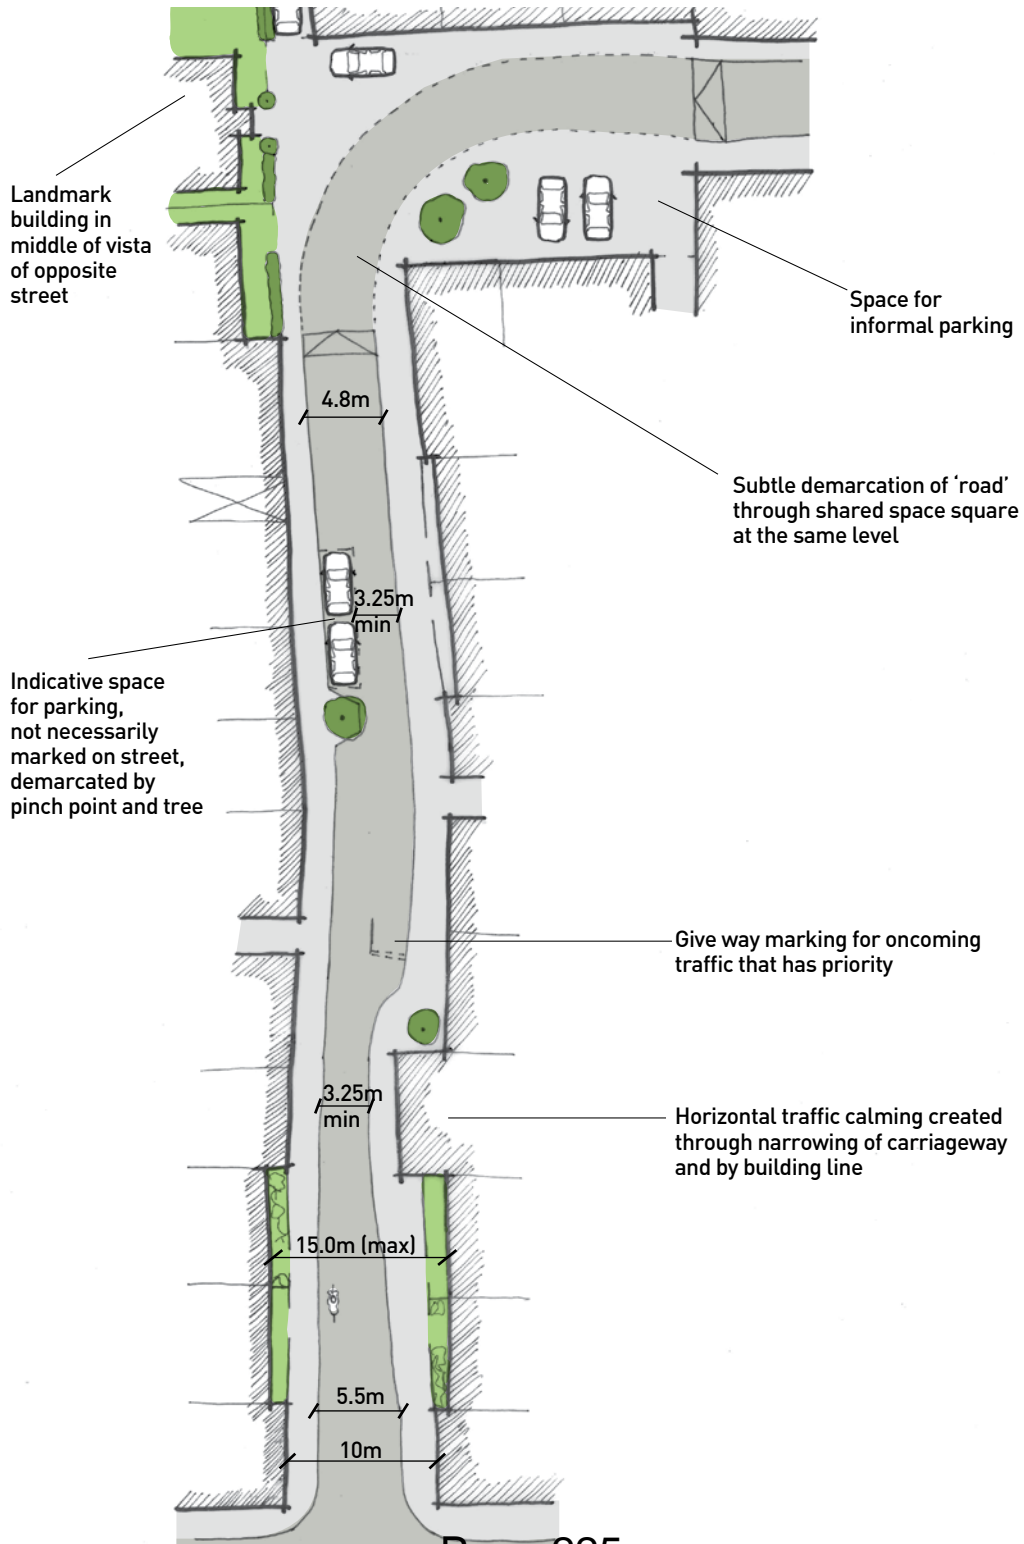 Landmark
building in
middle of vista
of opposite
street
Space for
informal parking
4.8m
Subtle demarcation of ‘road’
through shared space square
at the same level
3.25m
min
Indicative space
for parking,
not necessarily
marked on street,
demarcated by
pinch point and tree
Give way marking for oncoming
traffic that has priority
3.25m
min
Horizontal traffic calming created
through narrowing of carriageway
and by building line
15.0m (max)
5.5m
10m